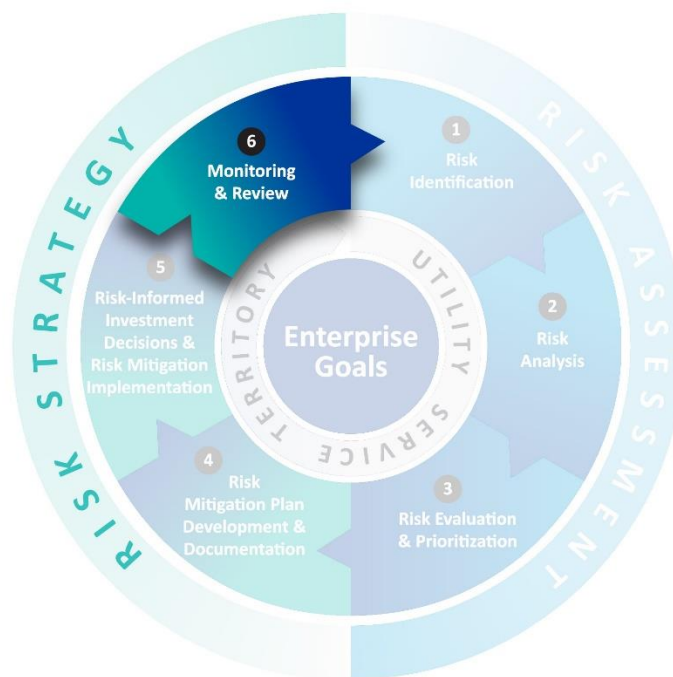 RISK STRATEGY
RISK ASSESSMENT
1
Risk
Identification
2
Risk
Analysis
3
Risk Evaluation
& Prioritization
4
Risk
Mitigation Plan
Development &
Documentation
5
Risk-Informed
Investment
Decisions &
Risk Mitigation
Implementation
6
Monitoring
& Review
UTILITY SERVICE TERRITORY
Enterprise
Goals